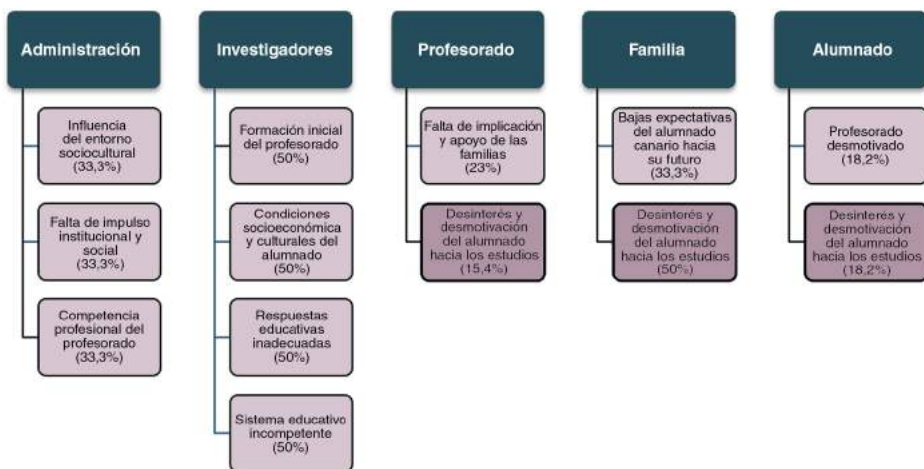 Administración
Influencia
del entorno
sociocultural
(33,3%)
Falta de impulso
institucional y
social
(33,3%)
Competencia
profesional del
profesorado
(33,3%)
Investigadores
Formación inicial
del profesorado
(50%)
Condiciones
socioeconómica
y culturales del
alumnado
(50%)
Respuestas
educativas
inadecuadas
(50%)
Sistema educativo
incompetente
(50%)
Profesorado
Falta de implicación
y apoyo de las
familias
(23%)
Desinterés y
desmotivación
del alumnado
hacia los estudios
(15,4%)
Familia
Bajas expectativas
del alumnado
canario hacia
su futuro
(33,3%)
Desinterés y
desmotivación
del alumnado
hacia los estudios
(50%)
Alumnado
Profesorado
desmotivado
(18,2%)
Desinterés y
desmotivación
del alumnado
hacia los estudios
(18,2%)